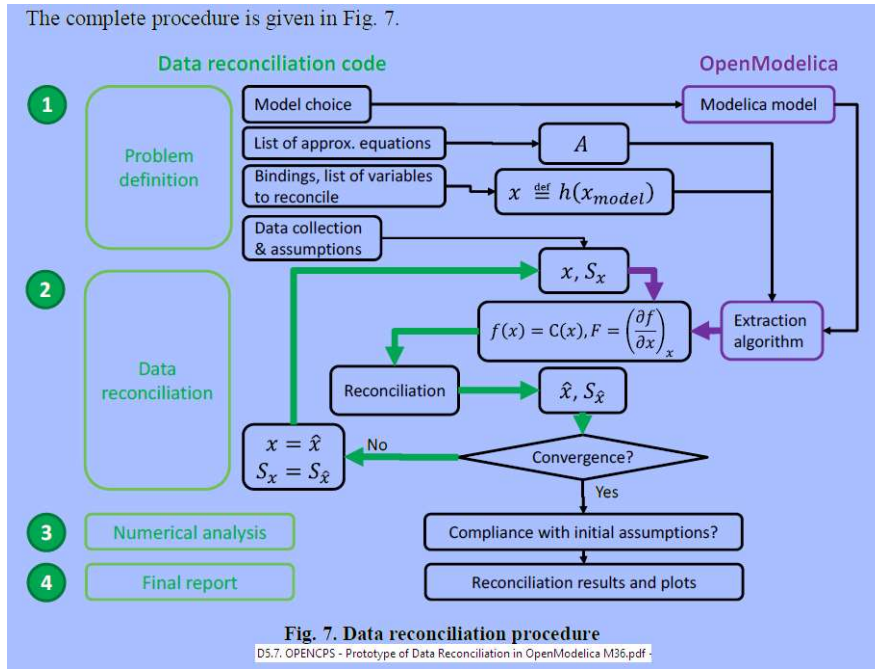 The complete procedure is given in Fig. 7.
Data reconciliation code
OpenModelica
1
Problem
definition
Model choice
Modelica model
List of approx. equations
A
Bindings, list of variables
to reconcile
x ≝ h(x_model)
Data collection
& assumptions
2
Data
reconciliation
x, S_x
f(x) = C(x), F = (∂f/∂x)_x
Extraction
algorithm
Reconciliation
x̂, S_x̂
x = x̂
S_x = S_x̂
No
Convergence?
Yes
3
Numerical analysis
Compliance with initial assumptions?
4
Final report
Reconciliation results and plots
Fig. 7. Data reconciliation procedure
D5.7. OPENCPS - Prototype of Data Reconciliation in OpenModelica M36.pdf -